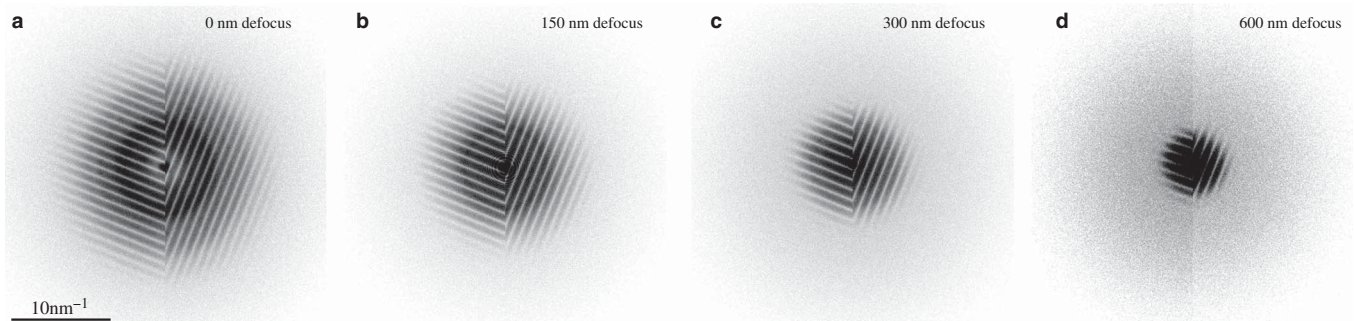 a 0 nm defocus
b 150 nm defocus
c 300 nm defocus
d 600 nm defocus
10nm⁻¹